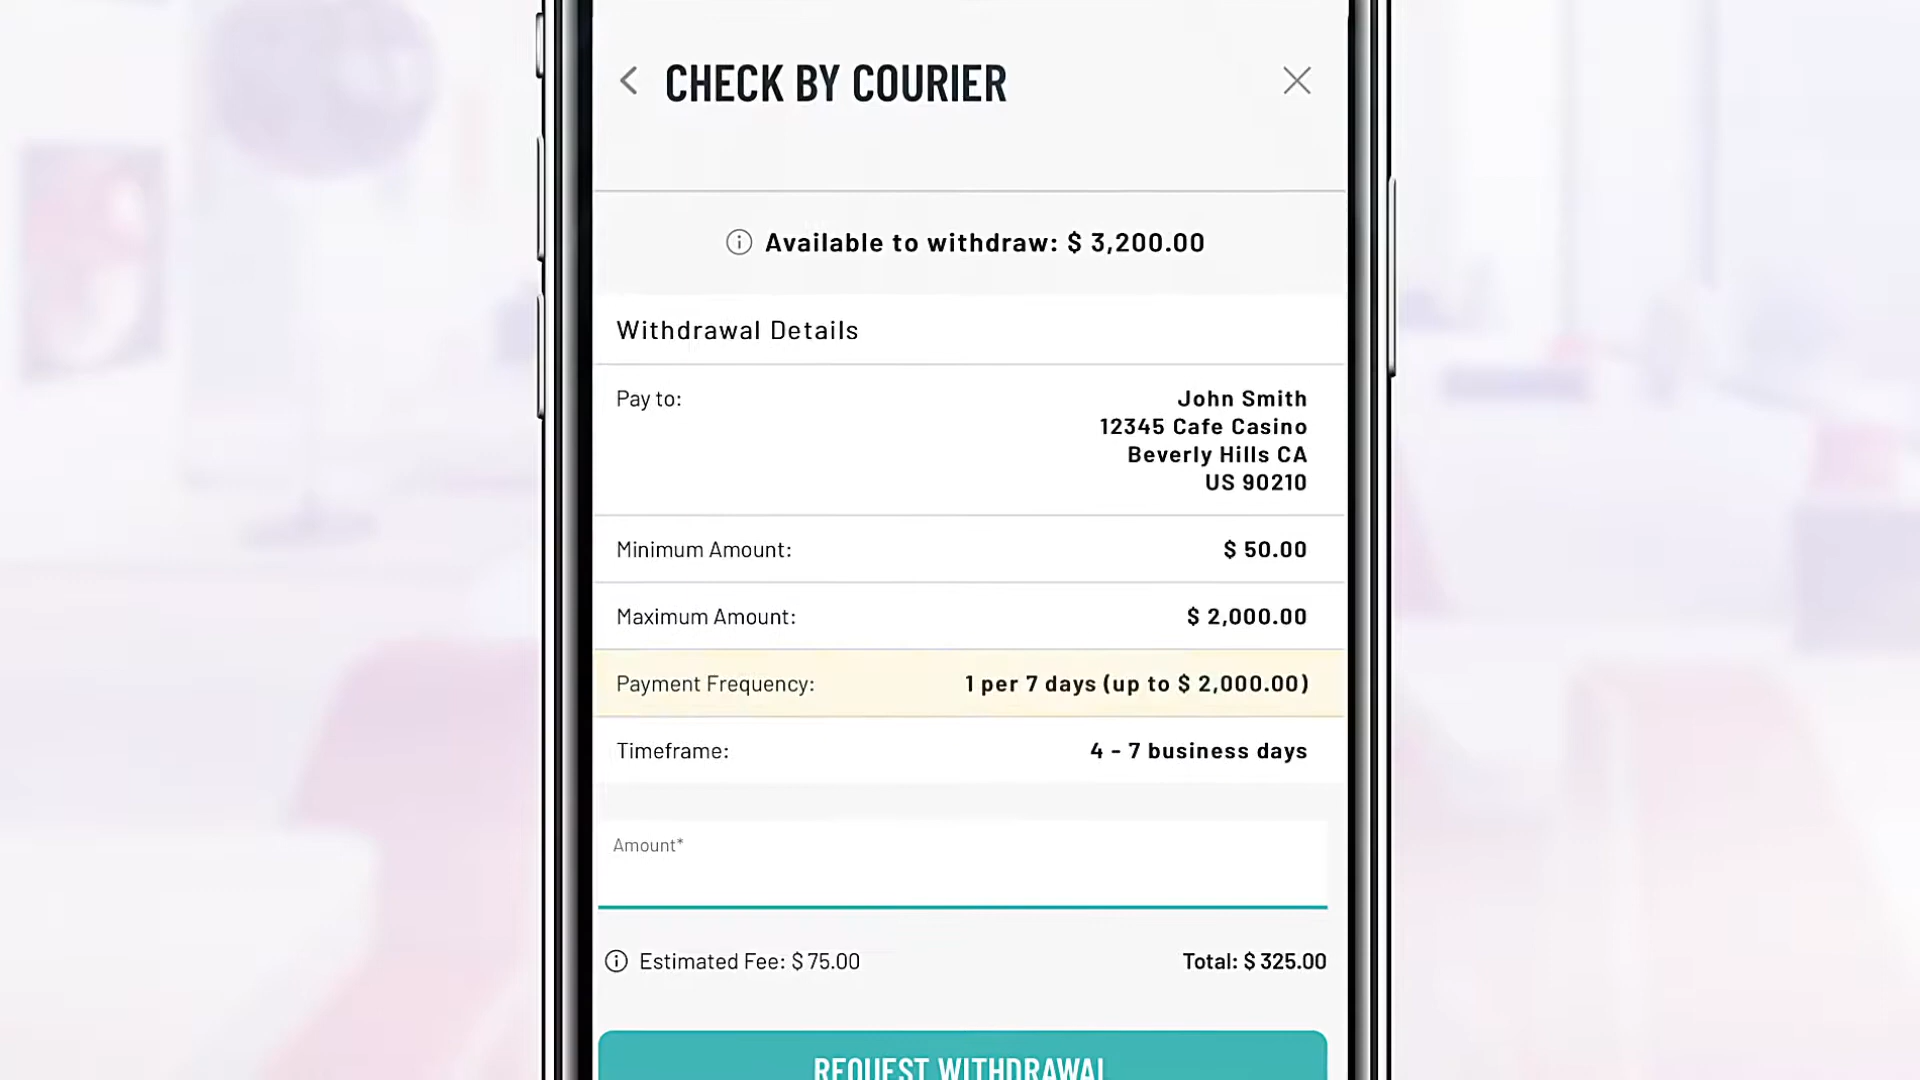 CHECK BY COURIER
Available to withdraw: $ 3,200.00
Withdrawal Details
Pay to:
John Smith
12345 Cafe Casino
Beverly Hills CA
US 90210
Minimum Amount: $ 50.00
Maximum Amount: $ 2,000.00
Payment Frequency: 1 per 7 days (up to $ 2,000.00)
Timeframe: 4 - 7 business days
Amount*
Estimated Fee: $ 75.00 Total: $ 325.00
REQUEST WITHDRAWAL